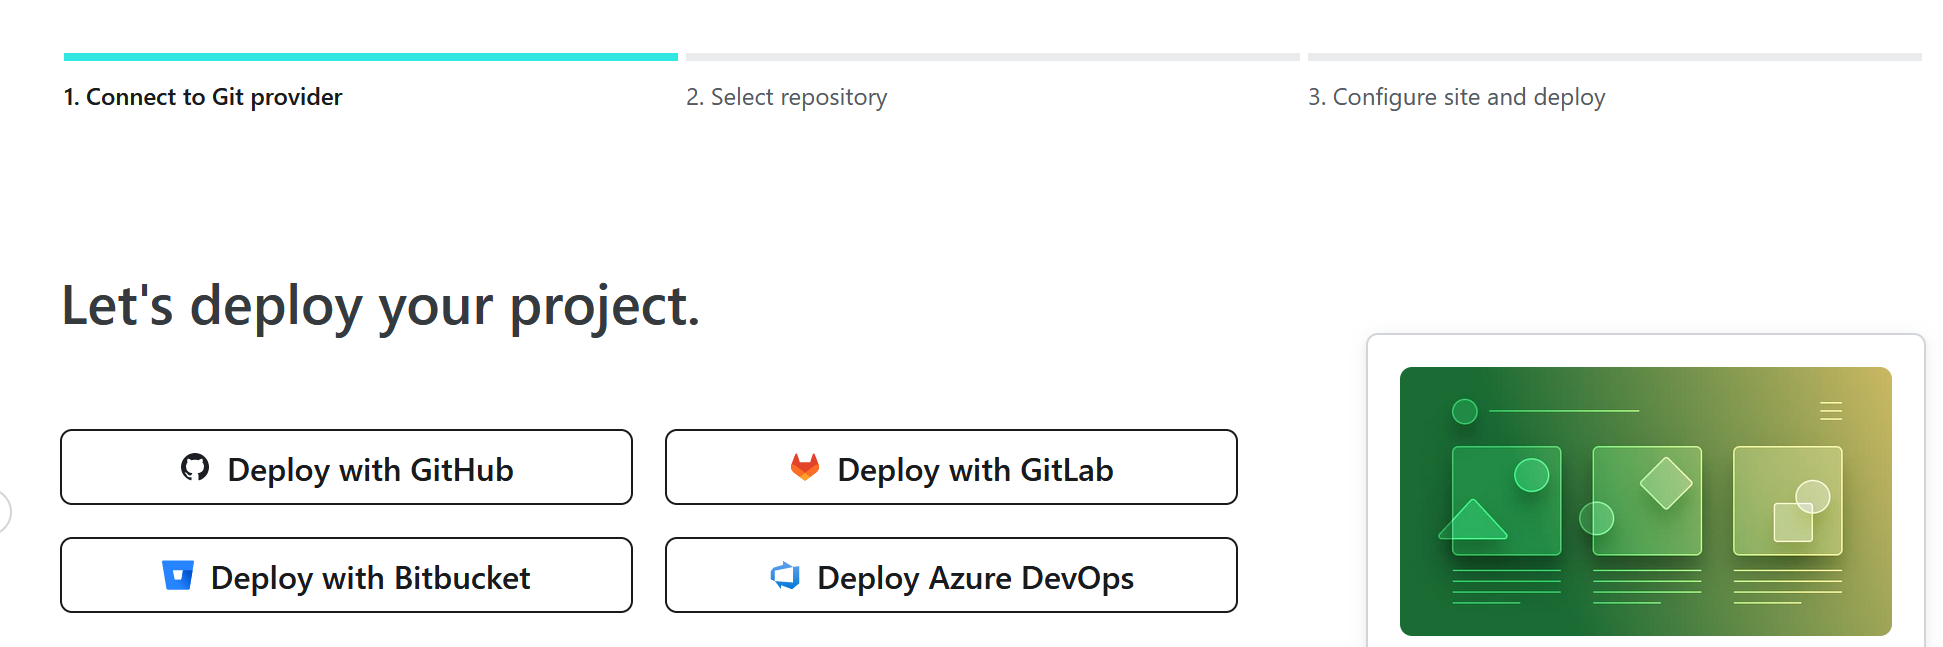 1. Connect to Git provider
2. Select repository
3. Configure site and deploy
Let's deploy your project.
Deploy with GitHub
Deploy with GitLab
Deploy with Bitbucket
Deploy Azure DevOps